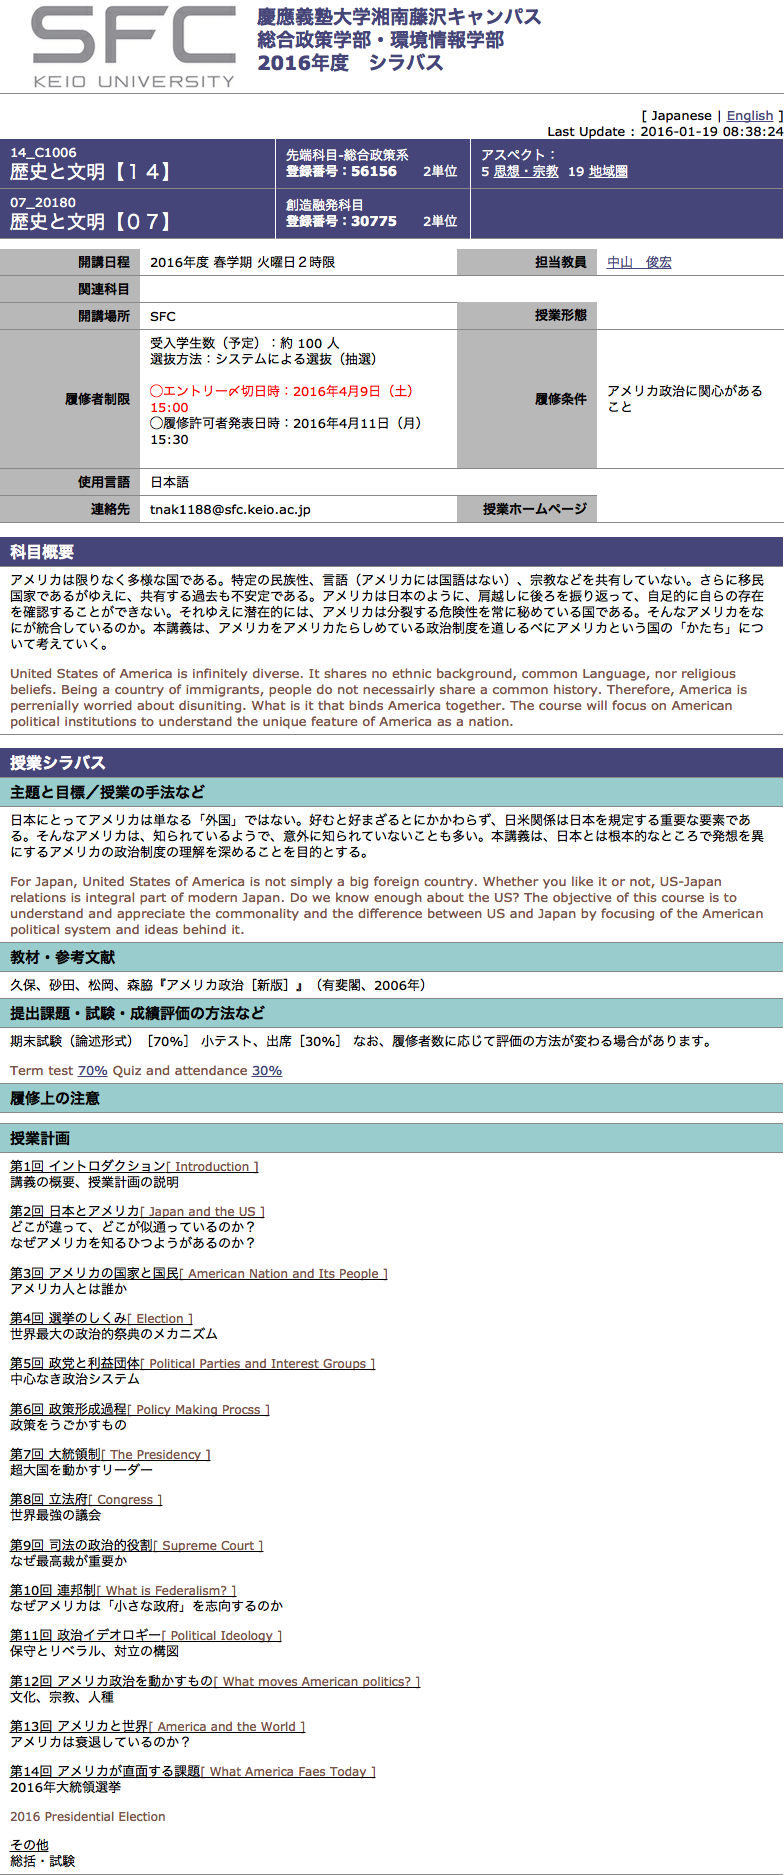 SFC
KEIO UNIVERSITY
慶應義塾大学湘南藤沢キャンパス
総合政策学部・環境情報学部
2016年度　シラバス
[ Japanese | English ]
Last Update : 2016-01-19 08:38:24
14_C1006
歴史と文明【１４】
先端科目-総合政策系
登録番号：56156　　2単位
アスペクト：
5 思想・宗教 19 地域圏
07_20180
歴史と文明【０７】
創造融発科目
登録番号：30775　　2単位
開講日程 2016年度 春学期 火曜日２時限 担当教員 中山　俊宏
関連科目
開講場所 SFC 授業形態
履修者制限
受入学生数（予定）：約 100 人
選抜方法：システムによる選抜（抽選）
◯エントリー〆切日時：2016年4月9日（土）
15:00
◯履修許可者発表日時：2016年4月11日（月）
15:30
履修条件
アメリカ政治に関心がある
こと
使用言語 日本語
連絡先 tnak1188@sfc.keio.ac.jp 授業ホームページ
科目概要
アメリカは限りなく多様な国である。特定の民族性、言語（アメリカには国語はない）、宗教などを共有していない。さらに移民
国家であるがゆえに、共有する過去も不安定である。アメリカは日本のように、肩越しに後ろを振り返って、自足的に自らの存在
を確認することができない。それゆえに潜在的には、アメリカは分裂する危険性を常に秘めている国である。そんなアメリカをな
にが統合しているのか。本講義は、アメリカをアメリカたらしめている政治制度を道しるべにアメリカという国の「かたち」につ
いて考えていく。
United States of America is infinitely diverse. It shares no ethnic background, common Language, nor religious
beliefs. Being a country of immigrants, people do not necessairly share a common history. Therefore, America is
perrenially worried about disuniting. What is it that binds America together. The course will focus on American
political institutions to understand the unique feature of America as a nation.
授業シラバス
主題と目標／授業の手法など
日本にとってアメリカは単なる「外国」ではない。好むと好まざるとにかかわらず、日米関係は日本を規定する重要な要素であ
る。そんなアメリカは、知られているようで、意外に知られていないことも多い。本講義は、日本とは根本的なところで発想を異
にするアメリカの政治制度の理解を深めることを目的とする。
For Japan, United States of America is not simply a big foreign country. Whether you like it or not, US-Japan
relations is integral part of modern Japan. Do we know enough about the US? The objective of this course is to
understand and appreciate the commonality and the difference between US and Japan by focusing of the American
political system and ideas behind it.
教材・参考文献
久保、砂田、松岡、森脇『アメリカ政治［新版］』（有斐閣、2006年）
提出課題・試験・成績評価の方法など
期末試験（論述形式）［70%］ 小テスト、出席［30%］ なお、履修者数に応じて評価の方法が変わる場合があります。
Term test 70% Quiz and attendance 30%
履修上の注意
授業計画
第1回 イントロダクション[ Introduction ]
講義の概要、授業計画の説明
第2回 日本とアメリカ[ Japan and the US ]
どこが違って、どこが似通っているのか？
なぜアメリカを知るひつようがあるのか？
第3回 アメリカの国家と国民[ American Nation and Its People ]
アメリカ人とは誰か
第4回 選挙のしくみ[ Election ]
世界最大の政治的祭典のメカニズム
第5回 政党と利益団体[ Political Parties and Interest Groups ]
中心なき政治システム
第6回 政策形成過程[ Policy Making Procss ]
政策をうごかすもの
第7回 大統領制[ The Presidency ]
超大国を動かすリーダー
第8回 立法府[ Congress ]
世界最強の議会
第9回 司法の政治的役割[ Supreme Court ]
なぜ最高裁が重要か
第10回 連邦制[ What is Federalism? ]
なぜアメリカは「小さな政府」を志向するのか
第11回 政治イデオロギー[ Political Ideology ]
保守とリベラル、対立の構図
第12回 アメリカ政治を動かすもの[ What moves American politics? ]
文化、宗教、人種
第13回 アメリカと世界[ America and the World ]
アメリカは衰退しているのか？
第14回 アメリカが直面する課題[ What America Faes Today ]
2016年大統領選挙
2016 Presidential Election
その他
総括・試験